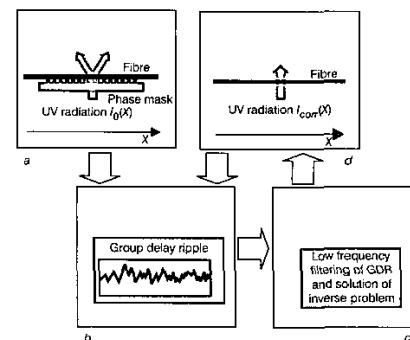 Fibre
Phase mask
UV radiation I0(X)
X
a
Fibre
UV radiation Icorr(X)
X
d
Group delay ripple
b
Low frequency
filtering of GDR
and solution of
inverse problem
c